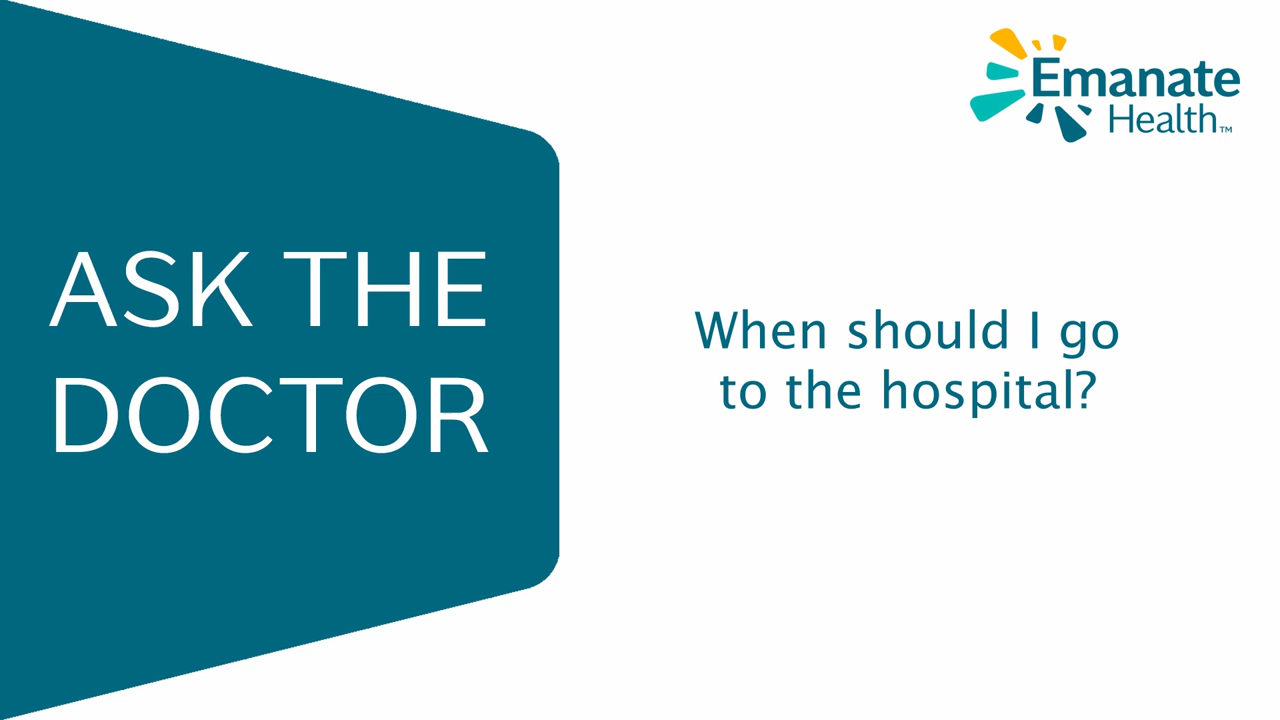 Emanate
Health™
ASK THE
DOCTOR
When should I go
to the hospital?